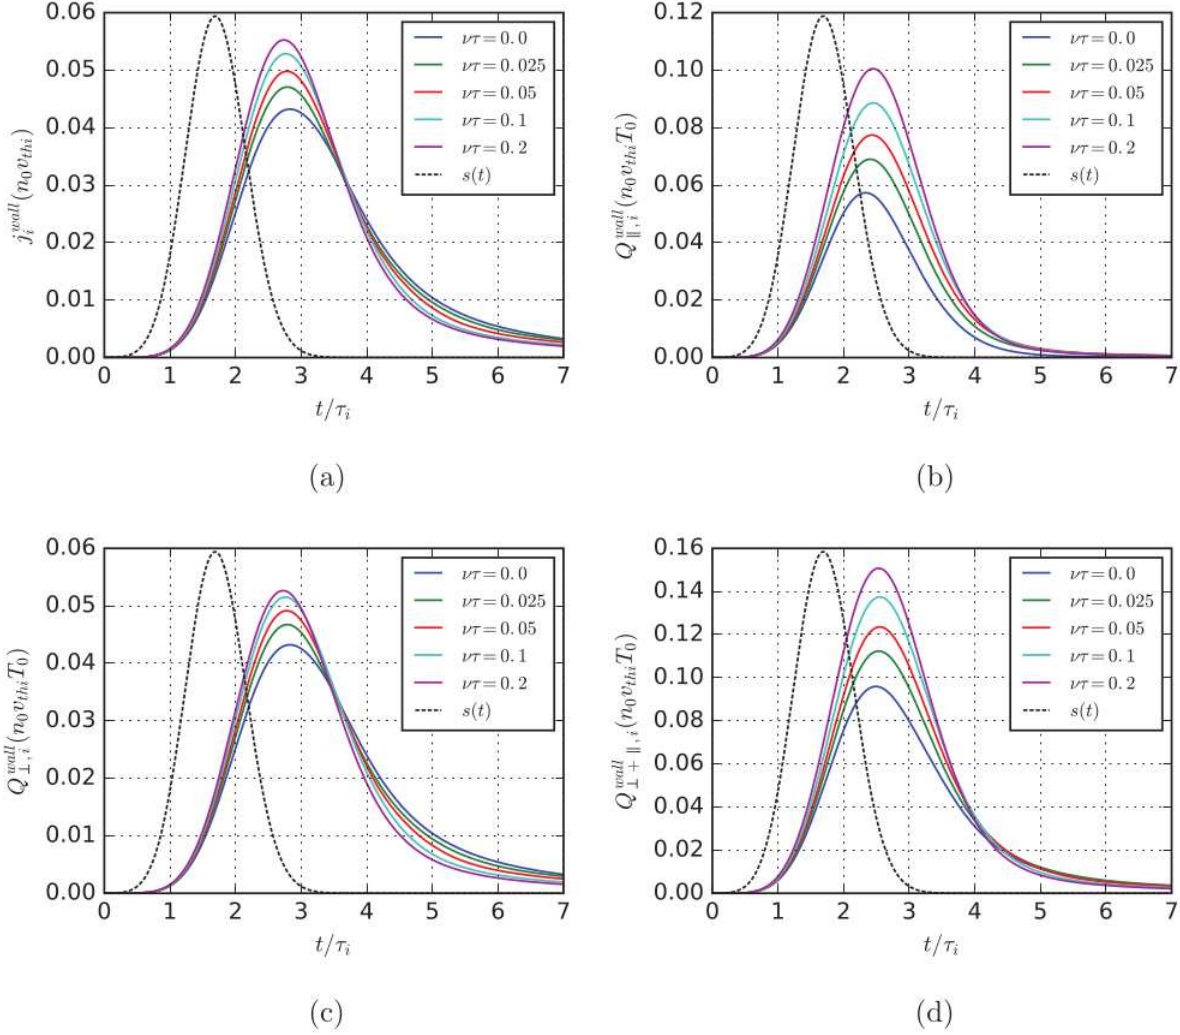 0.06
0.05
0.04
0.03
0.02
0.01
0.00
j_i^{wall}(n_0 v_{thi})
ντ = 0.0
ντ = 0.025
ντ = 0.05
ντ = 0.1
ντ = 0.2
s(t)
0 1 2 3 4 5 6 7
t/τ_i
(a)
0.12
0.10
0.08
0.06
0.04
0.02
0.00
Q_{∥,i}^{wall}(n_0 v_{thi} T_0)
ντ = 0.0
ντ = 0.025
ντ = 0.05
ντ = 0.1
ντ = 0.2
s(t)
0 1 2 3 4 5 6 7
t/τ_i
(b)
0.06
0.05
0.04
0.03
0.02
0.01
0.00
Q_{⊥,i}^{wall}(n_0 v_{thi} T_0)
ντ = 0.0
ντ = 0.025
ντ = 0.05
ντ = 0.1
ντ = 0.2
s(t)
0 1 2 3 4 5 6 7
t/τ_i
(c)
0.16
0.14
0.12
0.10
0.08
0.06
0.04
0.02
0.00
Q_{⊥+∥,i}^{wall}(n_0 v_{thi} T_0)
ντ = 0.0
ντ = 0.025
ντ = 0.05
ντ = 0.1
ντ = 0.2
s(t)
0 1 2 3 4 5 6 7
t/τ_i
(d)